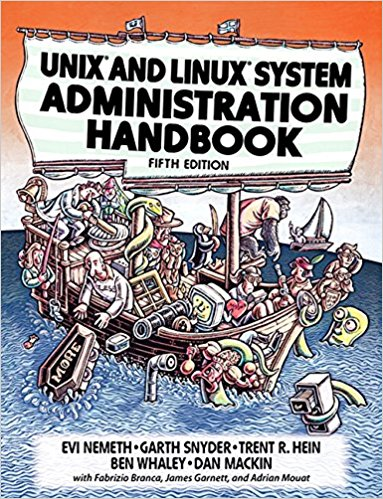 UNIX® AND LINUX® SYSTEM
ADMINISTRATION
HANDBOOK
FIFTH EDITION
MORE
EVI NEMETH • GARTH SNYDER • TRENT R. HEIN
BEN WHALEY • DAN MACKIN
with Fabrizio Branca, James Garnett, and Adrian Mouat